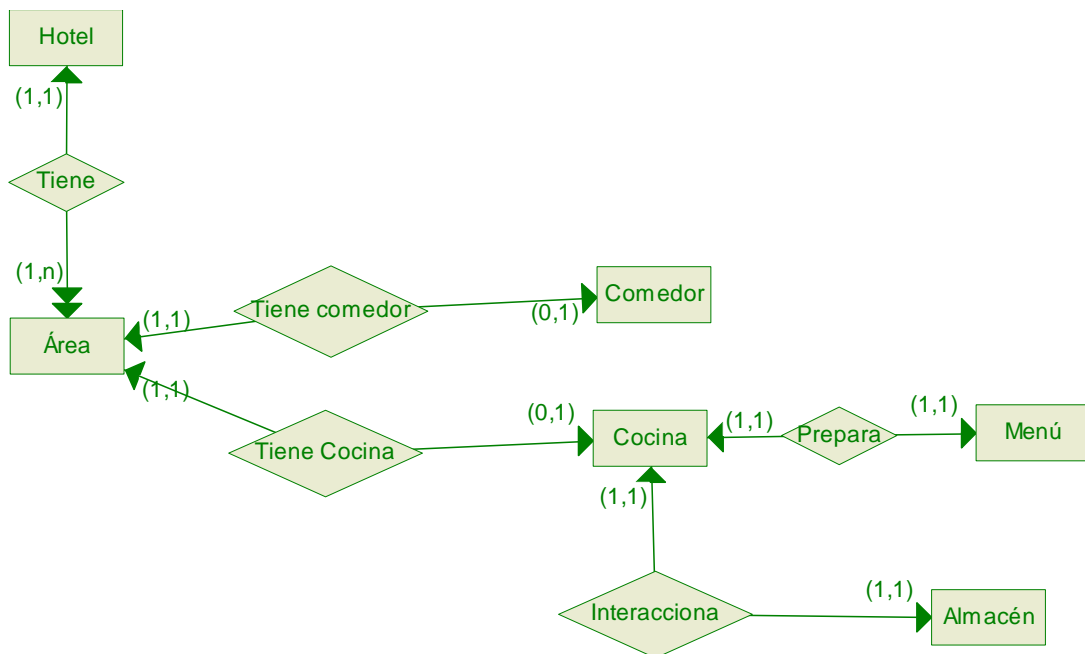 Hotel
(1,1)
Tiene
(1,n)
Área
(1,1)
Tiene comedor
(0,1)
Comedor
(1,1)
Tiene Cocina
(0,1)
Cocina
(1,1)
Prepara
(1,1)
Menú
(1,1)
Interacciona
(1,1)
Almacén